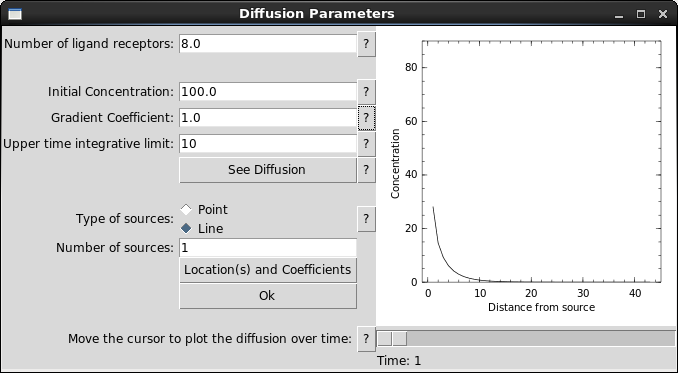 Diffusion Parameters
Number of ligand receptors: 8.0 ?
Initial Concentration: 100.0 ?
Gradient Coefficient: 1.0 ?
Upper time integrative limit: 10 ?
See Diffusion ?
Type of sources: Point ?
Line
Number of sources: 1
Location(s) and Coefficients
Ok
Move the cursor to plot the diffusion over time: ?
80
60
40
20
0
Concentration
0 10 20 30 40
Distance from source
Time: 1